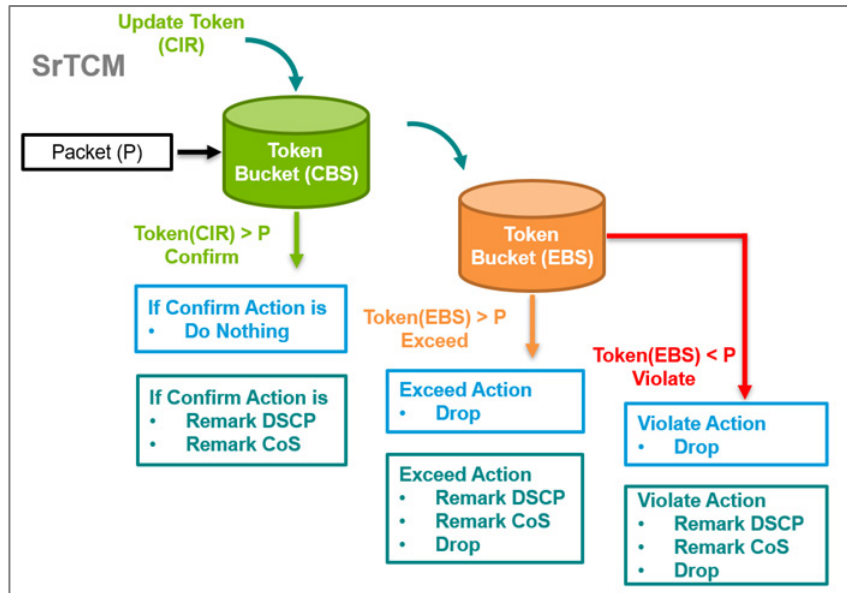 Update Token
(CIR)
SrTCM
Packet (P)
Token
Bucket (CBS)
Token
Bucket (EBS)
Token(CIR) > P
Confirm
If Confirm Action is
• Do Nothing
If Confirm Action is
• Remark DSCP
• Remark CoS
Token(EBS) > P
Exceed
Exceed Action
• Drop
Exceed Action
• Remark DSCP
• Remark CoS
• Drop
Token(EBS) < P
Violate
Violate Action
• Drop
Violate Action
• Remark DSCP
• Remark CoS
• Drop